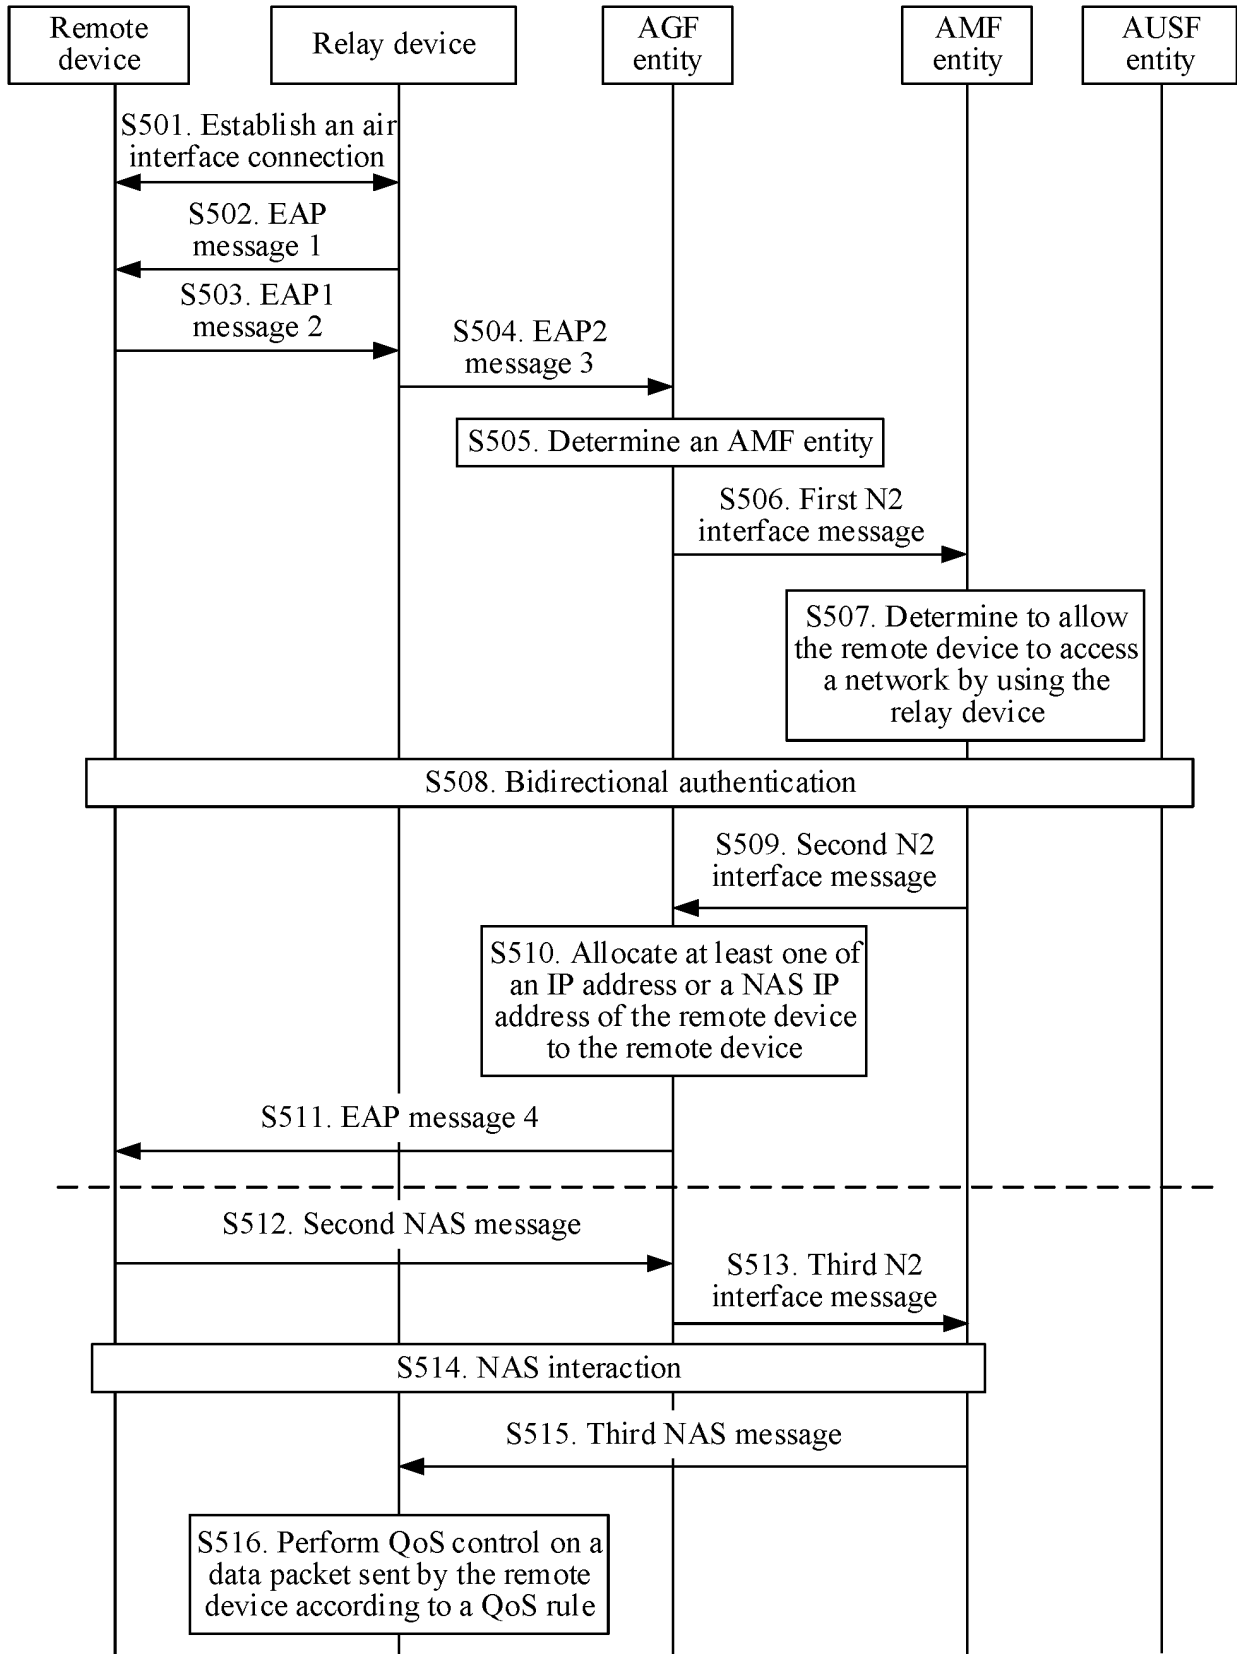 Remote
device
Relay device
AGF
entity
AMF
entity
AUSF
entity
S501. Establish an air
interface connection
S502. EAP
message 1
S503. EAP1
message 2
S504. EAP2
message 3
S505. Determine an AMF entity
S506. First N2
interface message
S507. Determine to allow
the remote device to access
a network by using the
relay device
S508. Bidirectional authentication
S509. Second N2
interface message
S510. Allocate at least one of
an IP address or a NAS IP
address of the remote device
to the remote device
S511. EAP message 4
S512. Second NAS message
S513. Third N2
interface message
S514. NAS interaction
S515. Third NAS message
S516. Perform QoS control on a
data packet sent by the remote
device according to a QoS rule